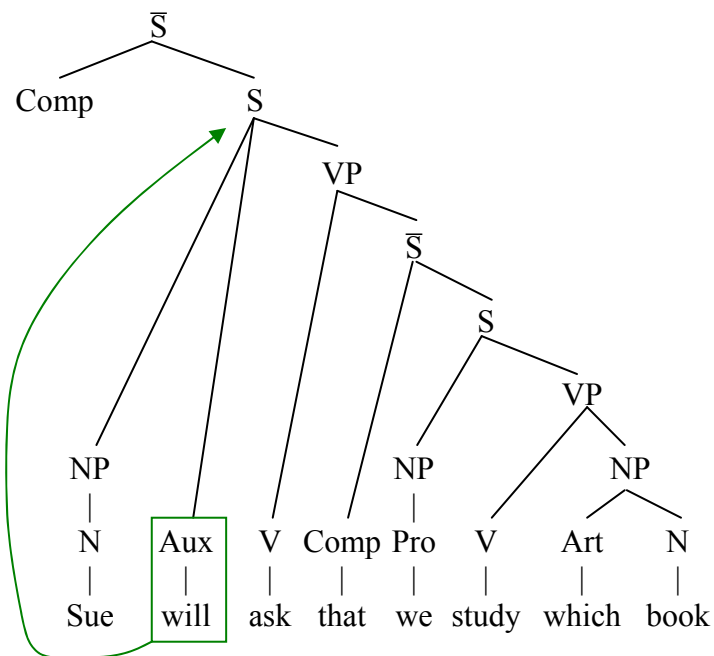 S̅
Comp S
VP
S̅
S
VP
NP NP NP
N Aux V Comp Pro V Art N
Sue will ask that we study which book